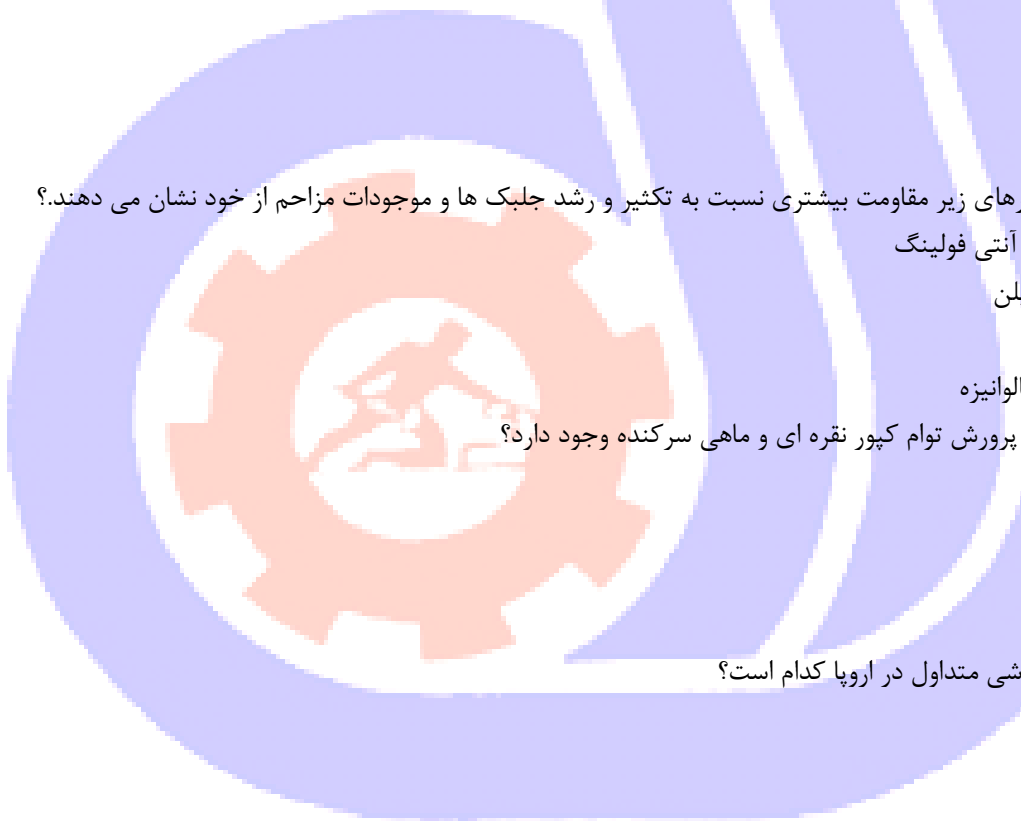 رهای زیر مقاومت بیشتری نسبت به تکثیر و رشد جلبک ها و موجودات مزاحم از خود نشان می دهند.؟
آنتی فولینگ
لن
الوانیزه
پرورش توام کپور نقره ای و ماهی سرکنده وجود دارد؟
شی متداول در اروپا کدام است؟